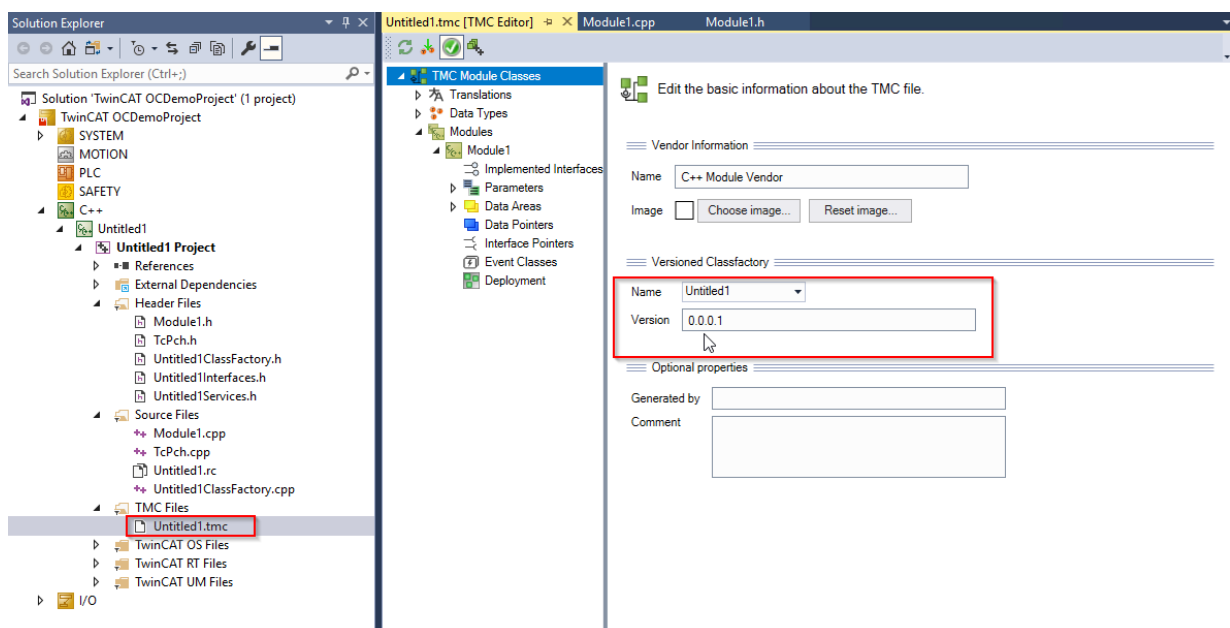 Solution Explorer
Search Solution Explorer (Ctrl+;)
Solution 'TwinCAT OCDemoProject' (1 project)
TwinCAT OCDemoProject
SYSTEM
MOTION
PLC
SAFETY
C++
Untitled1
Untitled1 Project
References
External Dependencies
Header Files
Module1.h
TcPch.h
Untitled1ClassFactory.h
Untitled1Interfaces.h
Untitled1Services.h
Source Files
Module1.cpp
TcPch.cpp
Untitled1.rc
Untitled1ClassFactory.cpp
TMC Files
Untitled1.tmc
TwinCAT OS Files
TwinCAT RT Files
TwinCAT UM Files
I/O
Untitled1.tmc [TMC Editor] Module1.cpp Module1.h
TMC Module Classes
Translations
Data Types
Modules
Module1
Implemented Interfaces
Parameters
Data Areas
Data Pointers
Interface Pointers
Event Classes
Deployment
Edit the basic information about the TMC file.
Vendor Information
Name C++ Module Vendor
Image Choose image... Reset image...
Versioned Classfactory
Name Untitled1
Version 0.0.0.1
Optional properties
Generated by
Comment